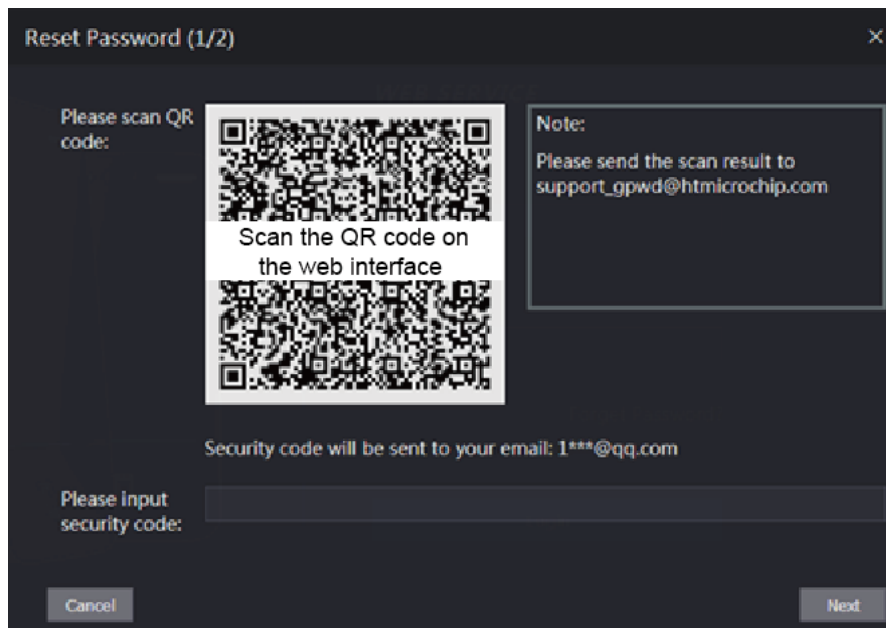 Reset Password (1/2)
WEB SERVICE
Please scan QR
code:
Scan the QR code on
the web interface
Note:
Please send the scan result to
support_gpwd@htmicrochip.com
Security code will be sent to your email: 1***@qq.com
Please input
security code:
Cancel
Next